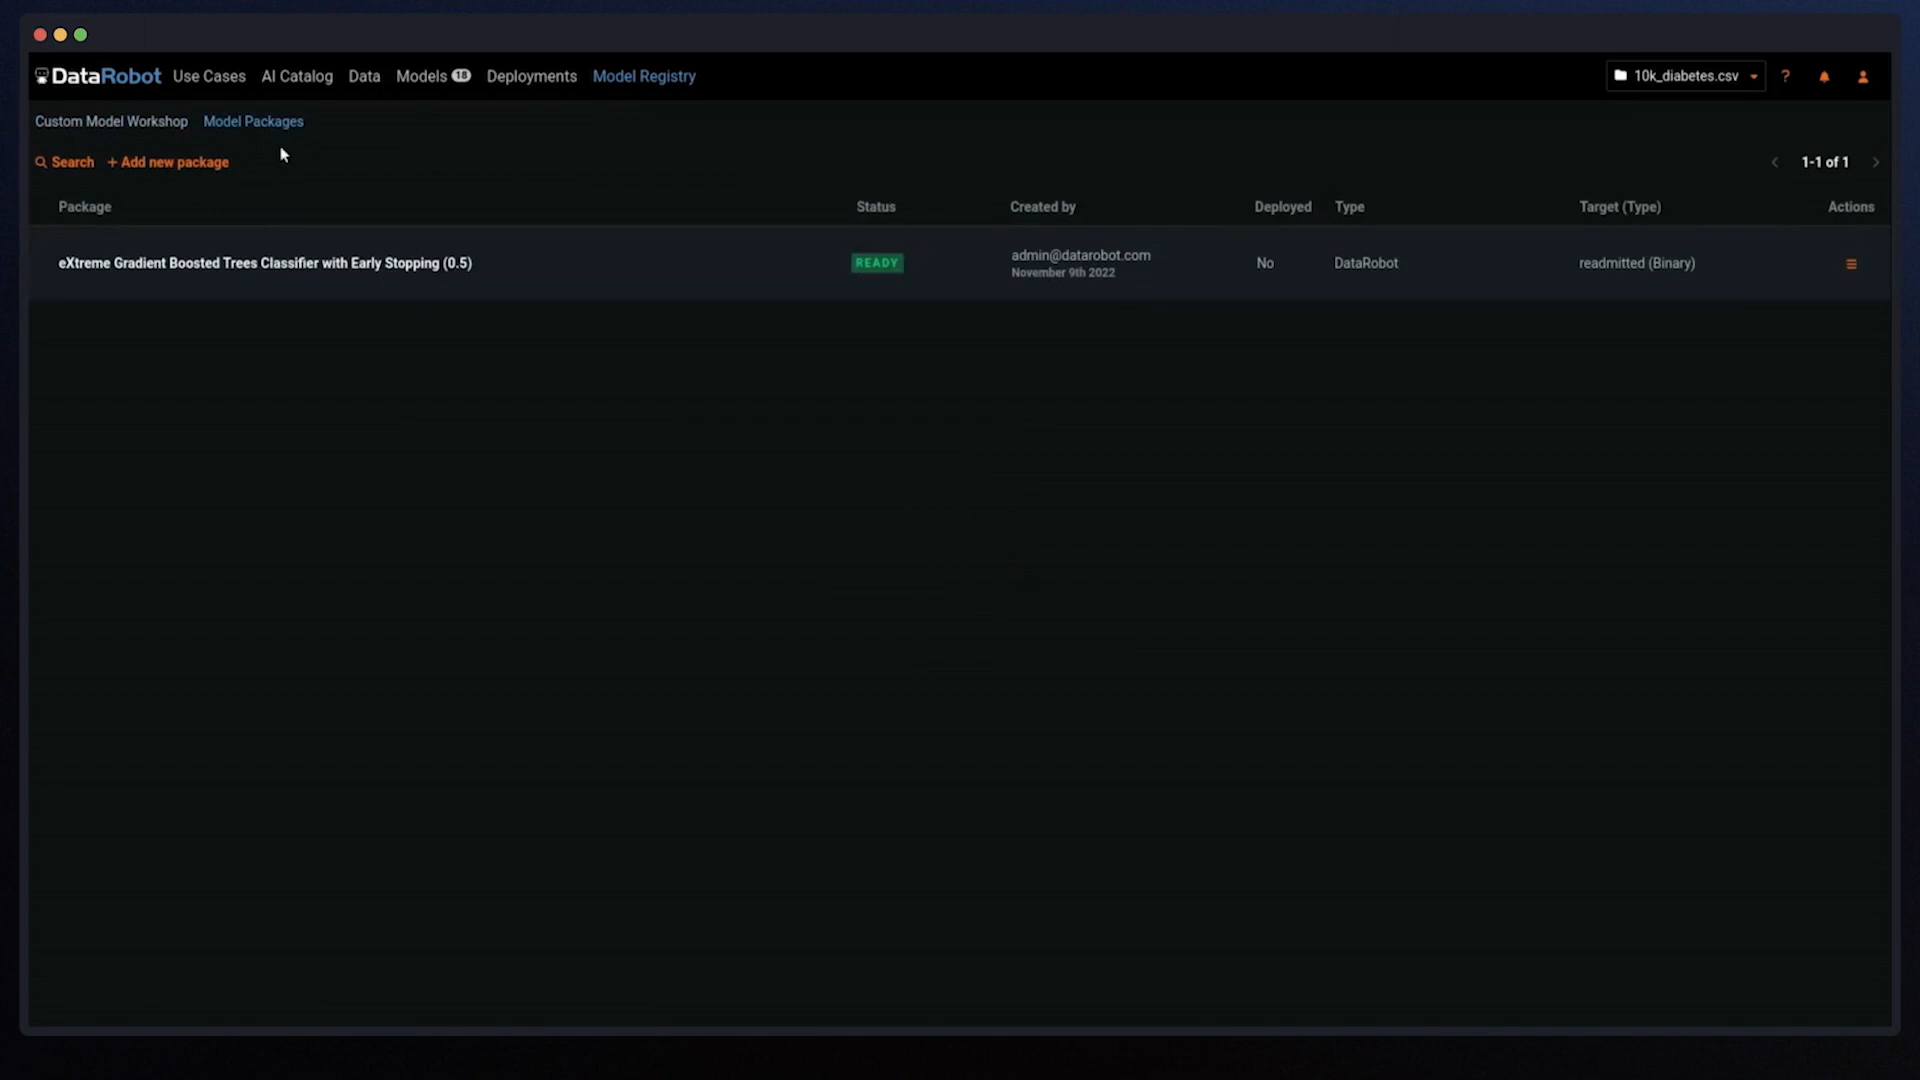 DataRobot Use Cases AI Catalog Data Models 18 Deployments Model Registry 10k_diabetes.csv ?
Custom Model Workshop Model Packages
Search + Add new package < 1-1 of 1 >
Package Status Created by Deployed Type Target (Type) Actions
eXtreme Gradient Boosted Trees Classifier with Early Stopping (0.5) READY admin@datarobot.com No DataRobot readmitted (Binary)
November 9th 2022